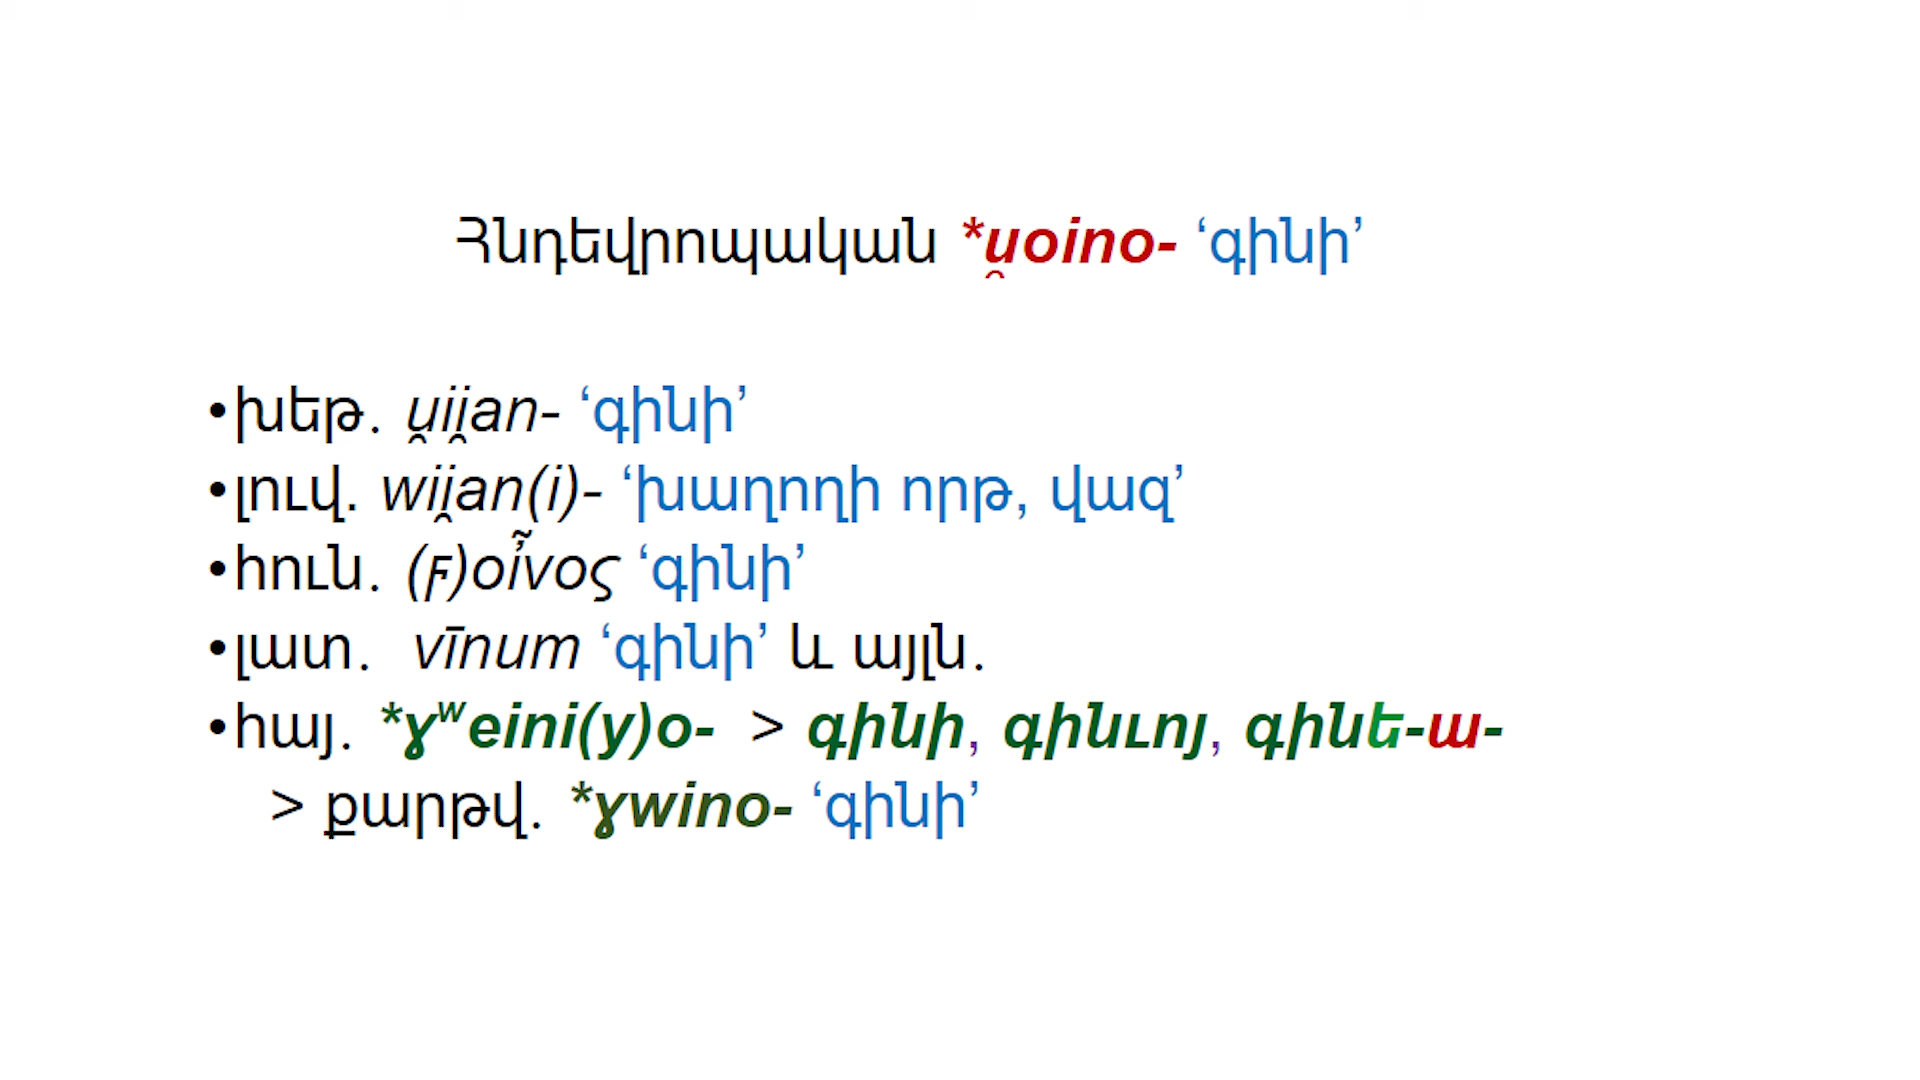 Հնդեվրոպական *u̯oino- ‘գինի’
•խեթ. u̯ii̯an- ‘գինի’
•լուվ. wii̯an(i)- ‘խաղողի որթ, վազ’
•հուն. (ϝ)οἶνος ‘գինի’
•լատ. vīnum ‘գինի’ և այլն.
•հայ. *ɣʷeini(y)o- > գինի, գինւոյ, գինե-ա-
> քարթվ. *ɣwino- ‘գինի’